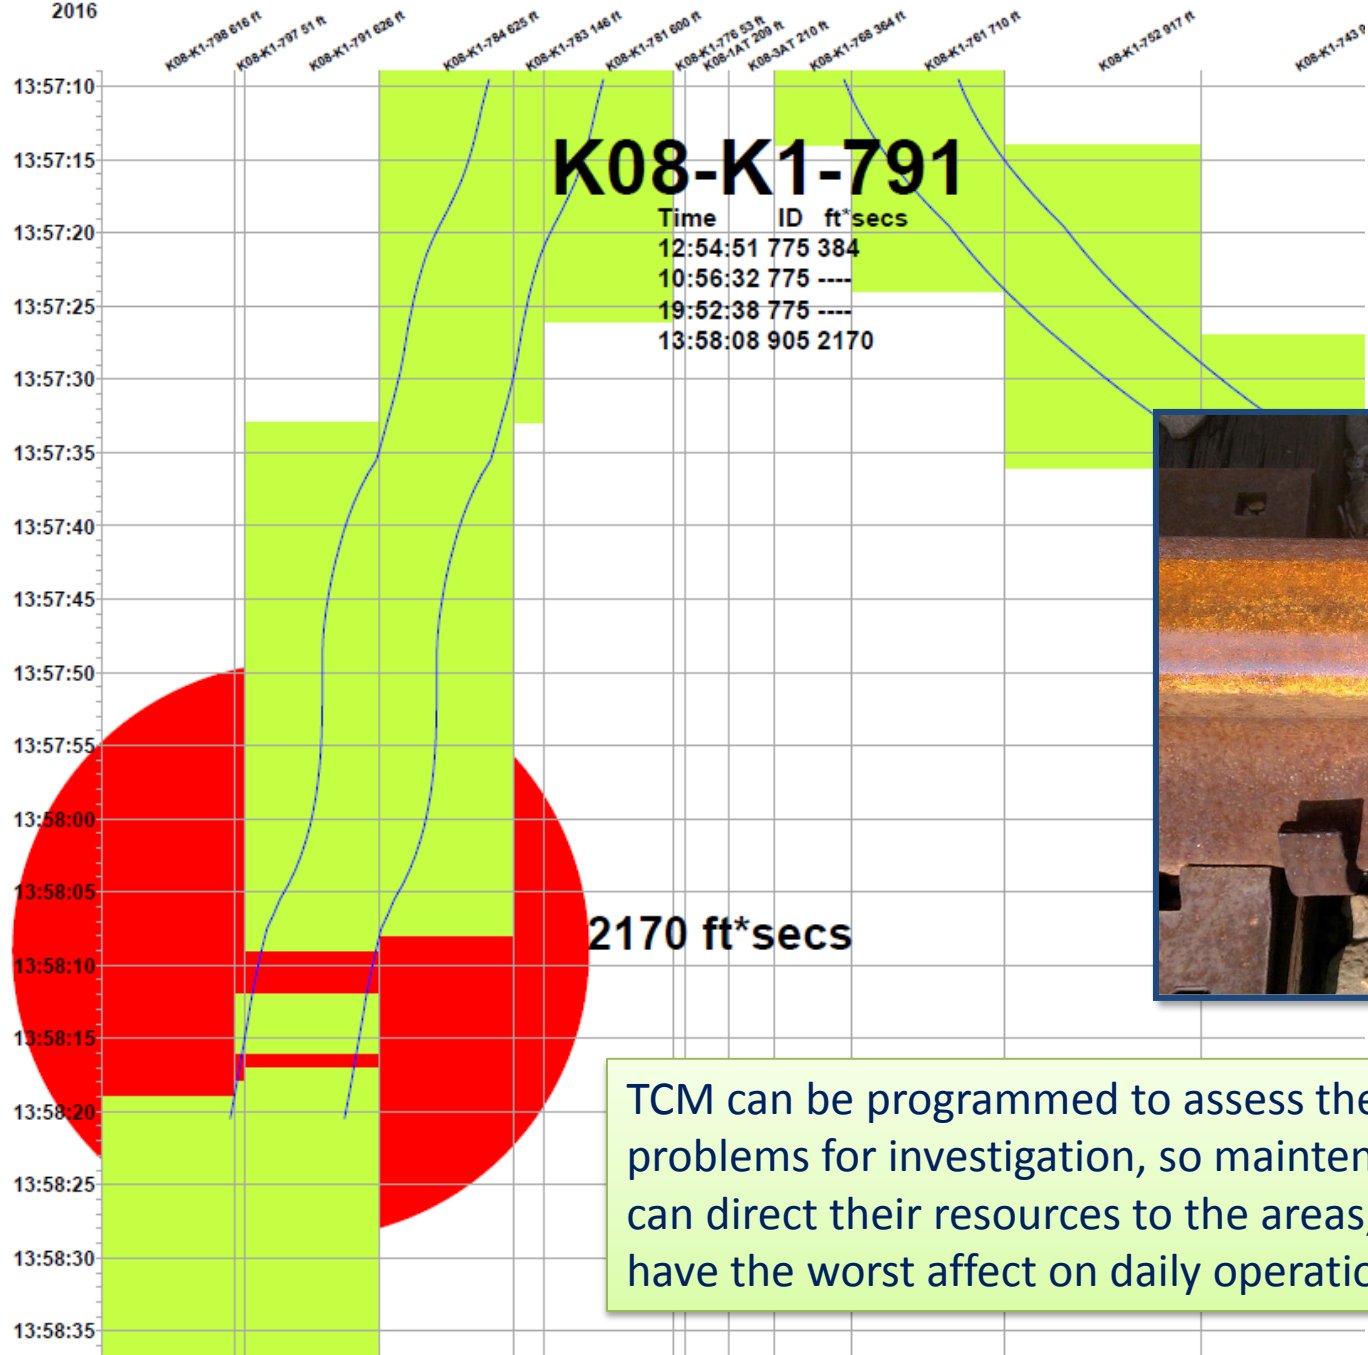 2016
K08-K1-798 616 ft
K08-K1-797 51 ft
K08-K1-791 626 ft
K08-K1-784 625 ft
K08-K1-783 146 ft
K08-K1-781 600 ft
K08-K1-776 53 ft
K08-1AT 209 ft
K08-3AT 210 ft
K08-K1-768 364 ft
K08-K1-761 710 ft
K08-K1-752 917 ft
K08-K1-743
13:57:10
13:57:15
13:57:20
13:57:25
13:57:30
13:57:35
13:57:40
13:57:45
13:57:50
13:57:55
13:58:00
13:58:05
13:58:10
13:58:15
13:58:20
13:58:25
13:58:30
13:58:35
K08-K1-791
Time ID ft*secs
12:54:51 775 384
10:56:32 775 ----
19:52:38 775 ----
13:58:08 905 2170
2170 ft*secs
TCM can be programmed to assess the
problems for investigation, so mainten
can direct their resources to the areas,
have the worst affect on daily operatio